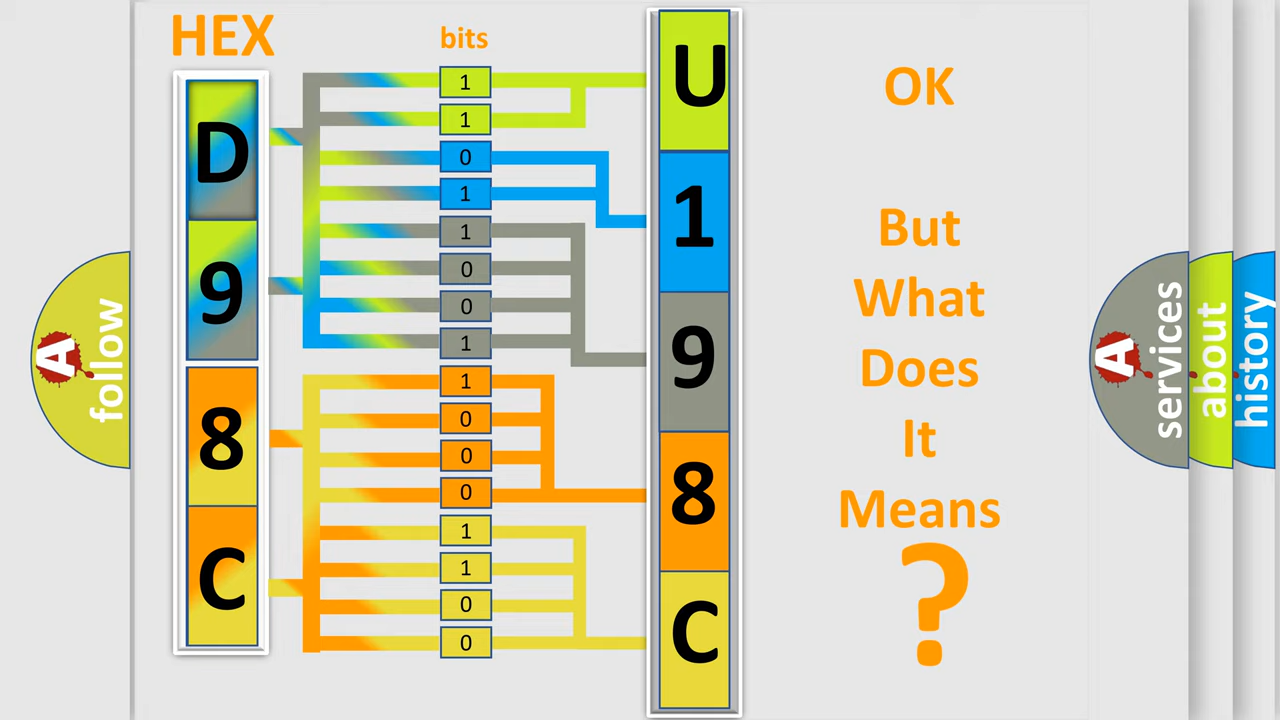 HEX
bits
D
9
8
C
1
1
0
1
1
0
0
1
1
0
0
0
1
1
0
0
U
1
9
8
C
OK
But
What
Does
It
Means
?
A
follow
A
services
about
history